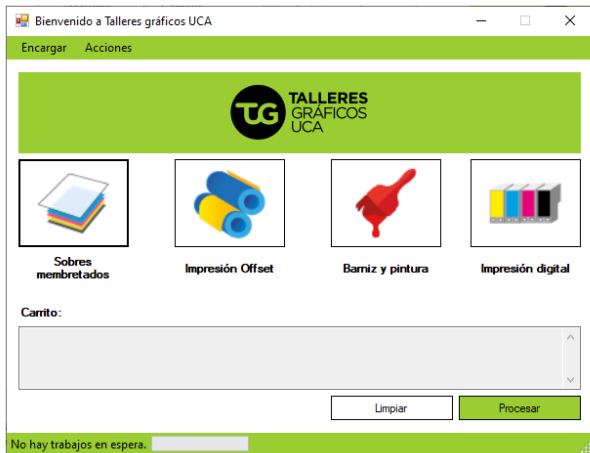 Bienvenido a Talleres gráficos UCA
Encargar Acciones
TG TALLERES
GRÁFICOS
UCA
Sobres
membretados
Impresión Offset
Barniz y pintura
Impresión digital
Carrito:
Limpiar
Procesar
No hay trabajos en espera.